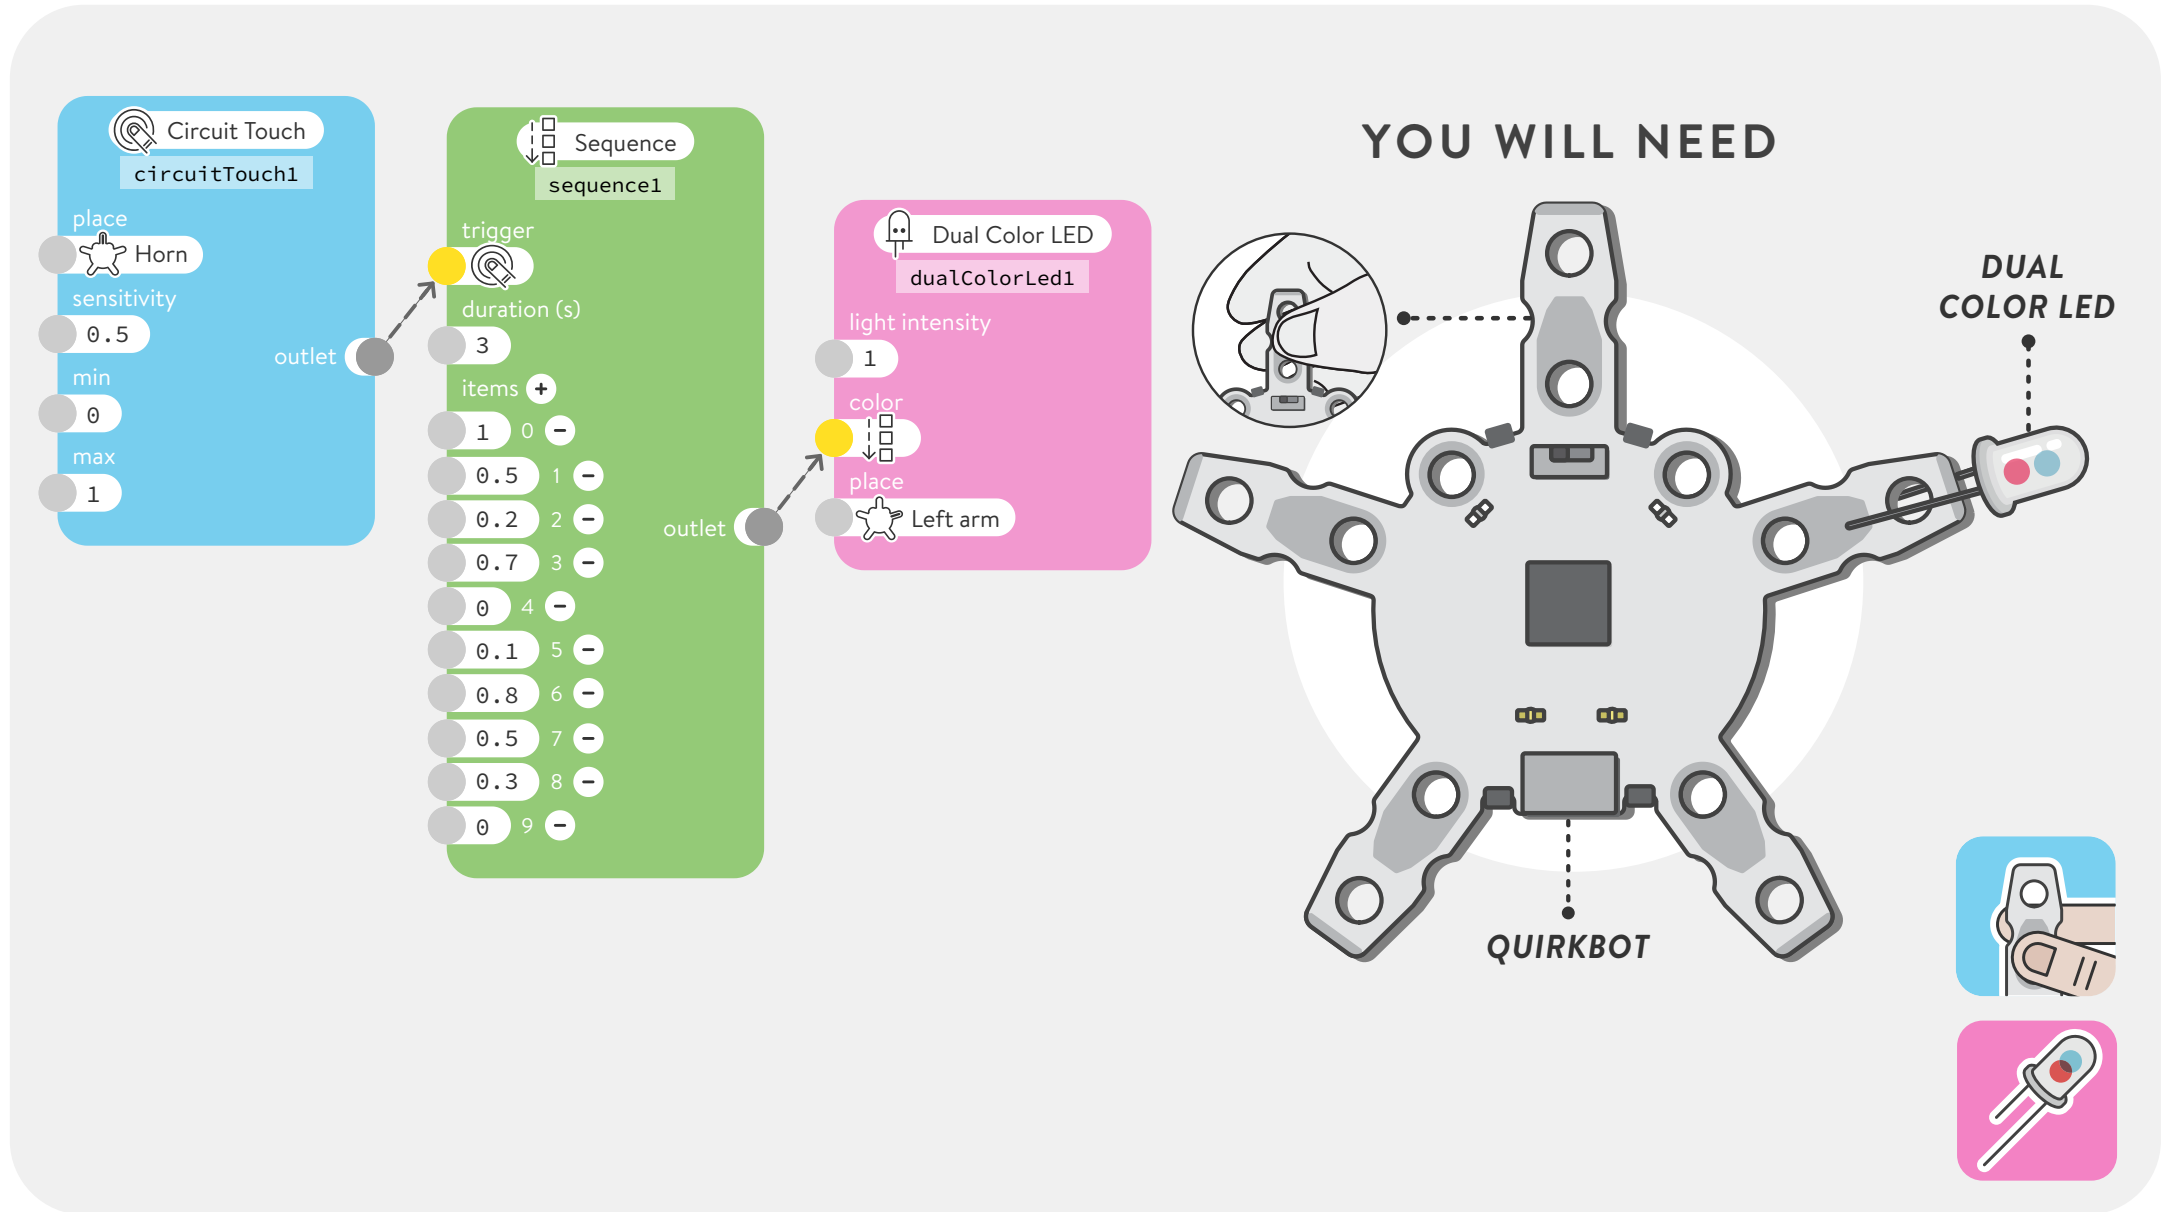 Circuit Touch
circuitTouch1
place
Horn
sensitivity
0.5
min
0
max
1
outlet
Sequence
sequence1
trigger
duration (s)
3
items +
1 0 −
0.5 1 −
0.2 2 −
0.7 3 −
0 4 −
0.1 5 −
0.8 6 −
0.5 7 −
0.3 8 −
0 9 −
outlet
Dual Color LED
dualColorLed1
light intensity
1
color
place
Left arm
YOU WILL NEED
DUAL
COLOR LED
QUIRKBOT